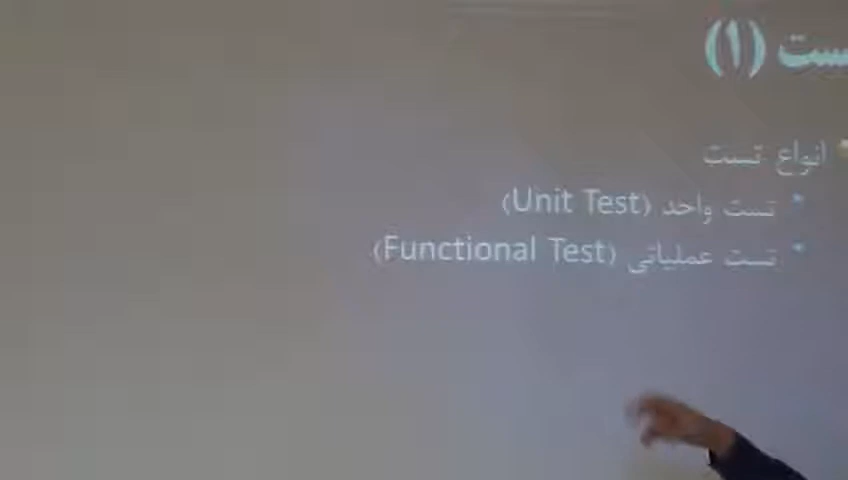 ست (۱)
انواع تست
تست واحد (Unit Test)
تست عملیاتی (Functional Test)